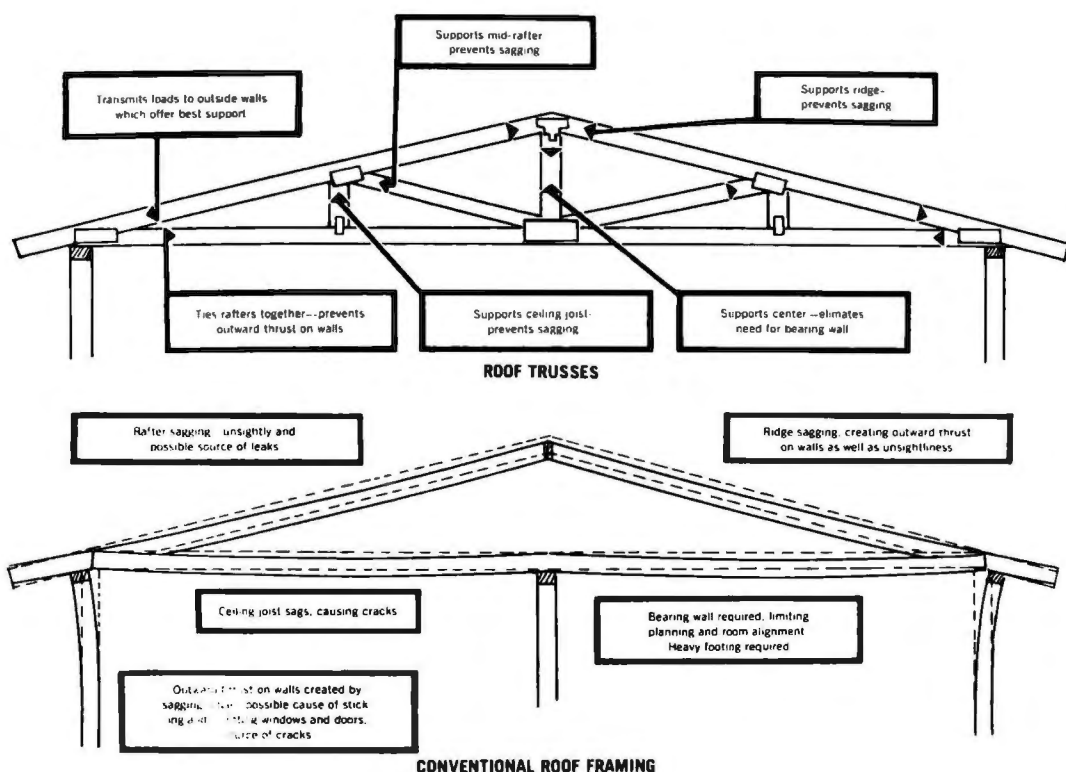 Supports mid-rafter
prevents sagging
Transmits loads to outside walls
which offer best support
Supports ridge-
prevents sagging
Ties rafters together--prevents
outward thrust on walls
Supports ceiling joist-
prevents sagging
Supports center--elimates
need for bearing wall
ROOF TRUSSES
Rafter sagging unsightly and
possible source of leaks
Ridge sagging, creating outward thrust
on walls as well as unsightliness
Ceiling joist sags, causing cracks
Bearing wall required, limiting
planning and room alignment
Heavy footing required
Outward thrust on walls created by
sagging possible cause of stick
ing windows and doors,
of cracks
CONVENTIONAL ROOF FRAMING